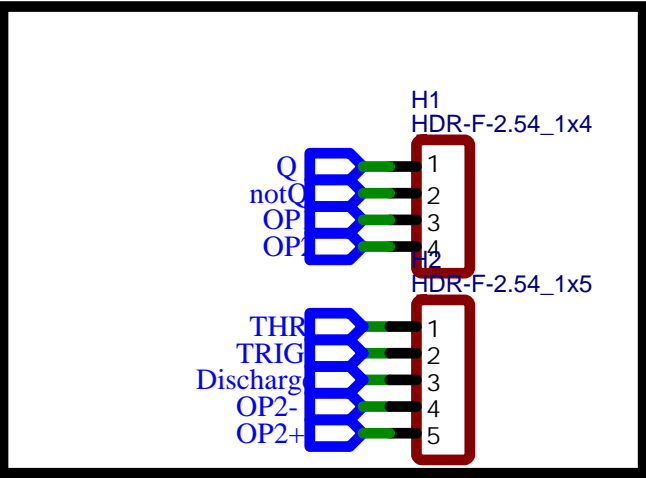 H1
HDR-F-2.54_1x4
Q 1
notQ 2
OP 3
OP2 4
H2
HDR-F-2.54_1x5
THR 1
TRIG 2
Discharge 3
OP2- 4
OP2+ 5